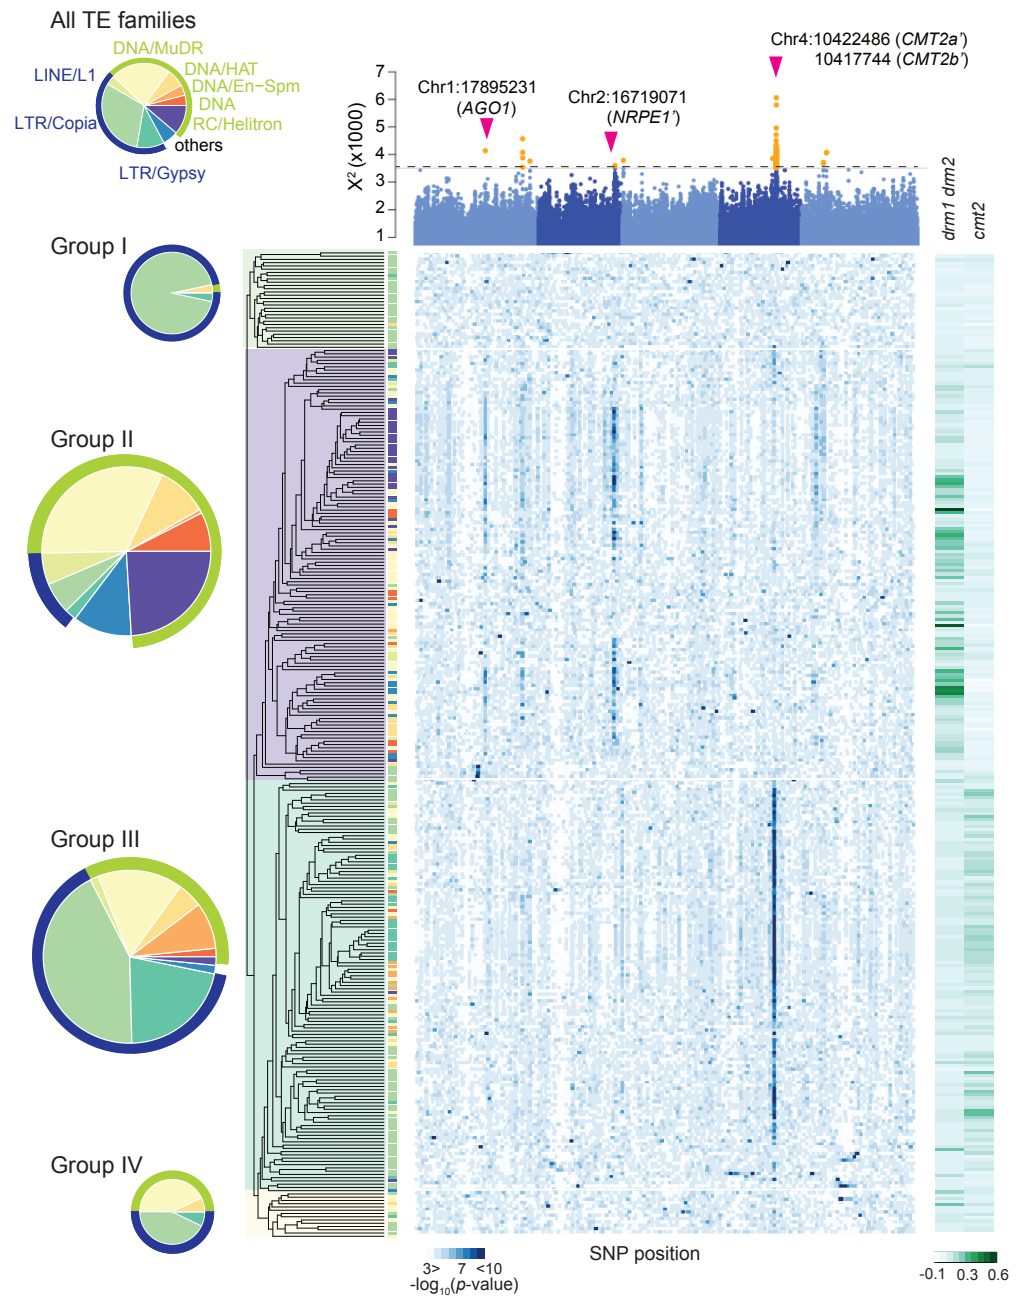 All TE families
DNA/MuDR
LINE/L1
DNA/HAT
DNA/En−Spm
DNA
LTR/Copia
RC/Helitron
others
LTR/Gypsy
Chr4:10422486 (CMT2a’)
10417744 (CMT2b’)
Chr1:17895231
(AGO1)
Chr2:16719071
(NRPE1’)
X² (x1000)
7
6
5
4
3
2
1
drm1 drm2
cmt2
Group I
Group II
Group III
Group IV
SNP position
3> 7 <10
-log₁₀(p-value)
-0.1 0.3 0.6